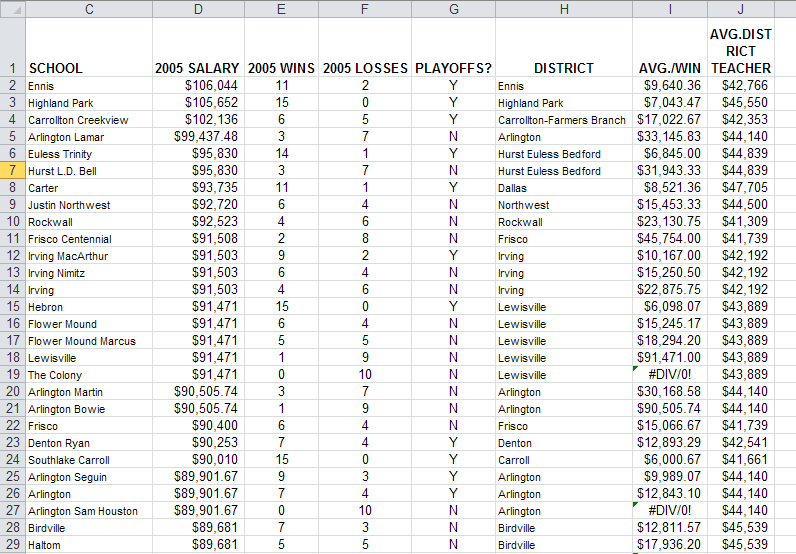 C D E F G H I J
AVG.DIST
RICT
1 SCHOOL 2005 SALARY 2005 WINS 2005 LOSSES PLAYOFFS? DISTRICT AVG./WIN TEACHER
2 Ennis $106,044 11 2 Y Ennis $9,640.36 $42,766
3 Highland Park $105,652 15 0 Y Highland Park $7,043.47 $45,550
4 Carrollton Creekview $102,136 6 5 Y Carrollton-Farmers Branch $17,022.67 $42,353
5 Arlington Lamar $99,437.48 3 7 N Arlington $33,145.83 $44,140
6 Euless Trinity $95,830 14 1 Y Hurst Euless Bedford $6,845.00 $44,839
7 Hurst L.D. Bell $95,830 3 7 N Hurst Euless Bedford $31,943.33 $44,839
8 Carter $93,735 11 1 Y Dallas $8,521.36 $47,705
9 Justin Northwest $92,720 6 4 N Northwest $15,453.33 $44,500
10 Rockwall $92,523 4 6 N Rockwall $23,130.75 $41,309
11 Frisco Centennial $91,508 2 8 N Frisco $45,754.00 $41,739
12 Irving MacArthur $91,503 9 2 Y Irving $10,167.00 $42,192
13 Irving Nimitz $91,503 6 4 N Irving $15,250.50 $42,192
14 Irving $91,503 4 6 N Irving $22,875.75 $42,192
15 Hebron $91,471 15 0 Y Lewisville $6,098.07 $43,889
16 Flower Mound $91,471 6 4 N Lewisville $15,245.17 $43,889
17 Flower Mound Marcus $91,471 5 5 N Lewisville $18,294.20 $43,889
18 Lewisville $91,471 1 9 N Lewisville $91,471.00 $43,889
19 The Colony $91,471 0 10 N Lewisville #DIV/0! $43,889
20 Arlington Martin $90,505.74 3 7 N Arlington $30,168.58 $44,140
21 Arlington Bowie $90,505.74 1 9 N Arlington $90,505.74 $44,140
22 Frisco $90,400 6 4 N Frisco $15,066.67 $41,739
23 Denton Ryan $90,253 7 4 Y Denton $12,893.29 $42,541
24 Southlake Carroll $90,010 15 0 Y Carroll $6,000.67 $41,661
25 Arlington Seguin $89,901.67 9 3 Y Arlington $9,989.07 $44,140
26 Arlington $89,901.67 7 4 Y Arlington $12,843.10 $44,140
27 Arlington Sam Houston $89,901.67 0 10 N Arlington #DIV/0! $44,140
28 Birdville $89,681 7 3 N Birdville $12,811.57 $45,539
29 Haltom $89,681 5 5 N Birdville $17,936.20 $45,539